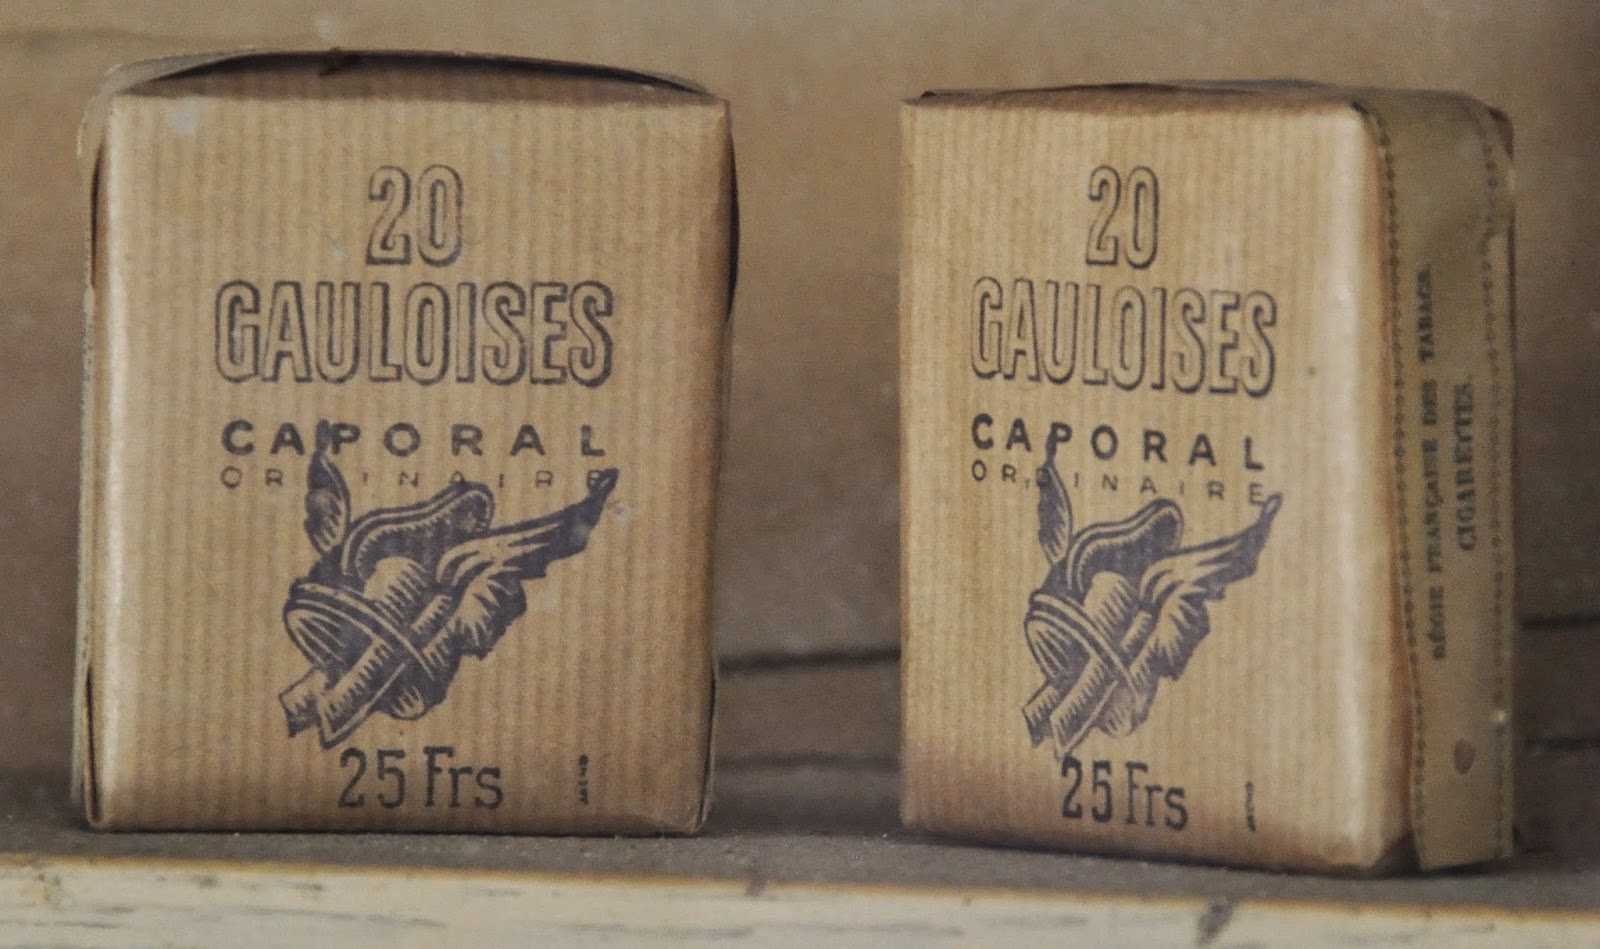 20
GAULOISES
CAPORAL
ORDINAIRE
25 Frs
20
GAULOISES
CAPORAL
ORDINAIRE
25 Frs
RÉGIE FRANÇAISE DES TABACS.
CIGARETTES.